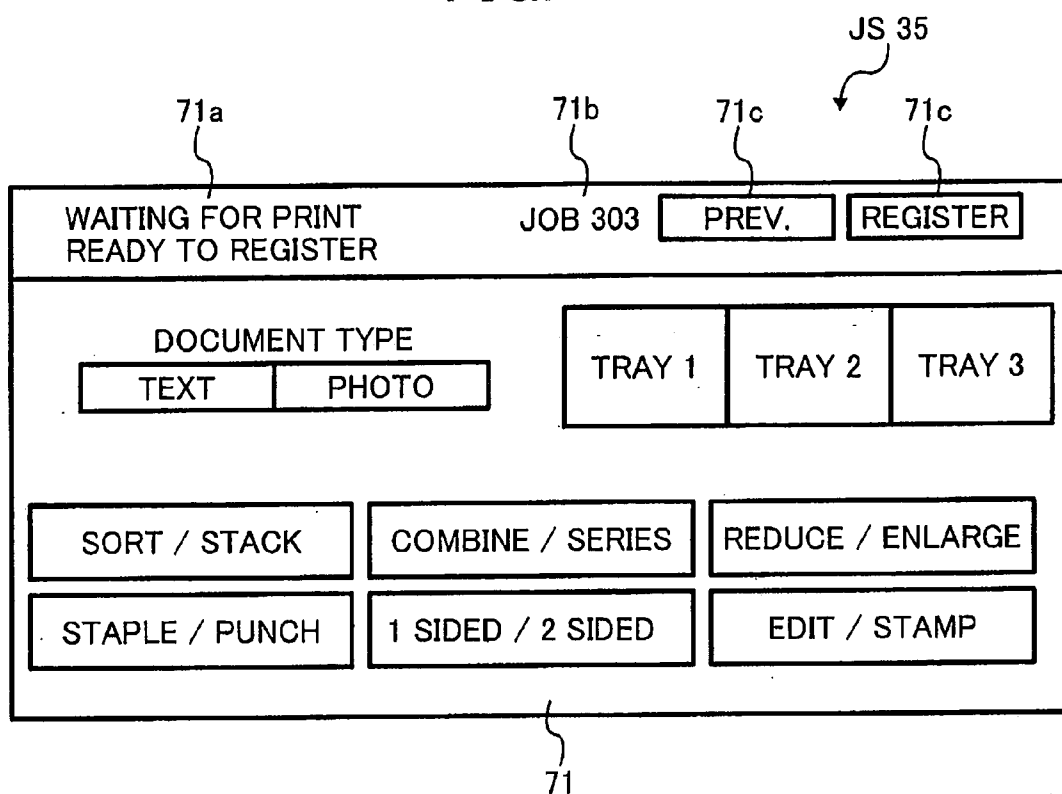 JS 35
71a 71b 71c 71c
WAITING FOR PRINT JOB 303 PREV. REGISTER
READY TO REGISTER
DOCUMENT TYPE
TEXT PHOTO
TRAY 1 TRAY 2 TRAY 3
SORT / STACK COMBINE / SERIES REDUCE / ENLARGE
STAPLE / PUNCH 1 SIDED / 2 SIDED EDIT / STAMP
71